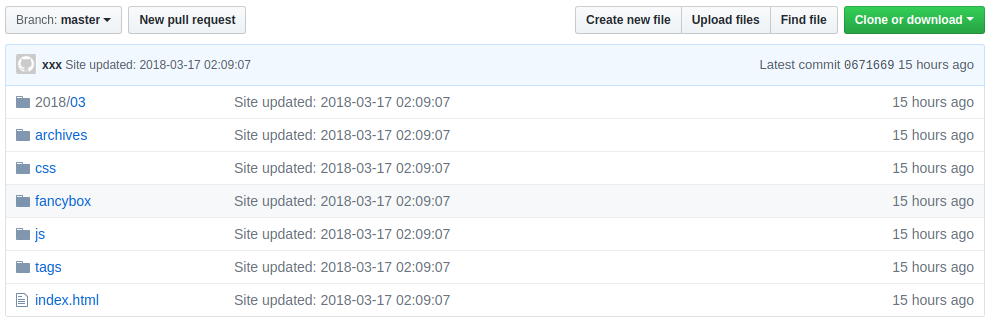 Branch: master New pull request Create new file Upload files Find file Clone or download
xxx Site updated: 2018-03-17 02:09:07 Latest commit 0671669 15 hours ago
2018/03 Site updated: 2018-03-17 02:09:07 15 hours ago
archives Site updated: 2018-03-17 02:09:07 15 hours ago
css Site updated: 2018-03-17 02:09:07 15 hours ago
fancybox Site updated: 2018-03-17 02:09:07 15 hours ago
js Site updated: 2018-03-17 02:09:07 15 hours ago
tags Site updated: 2018-03-17 02:09:07 15 hours ago
index.html Site updated: 2018-03-17 02:09:07 15 hours ago